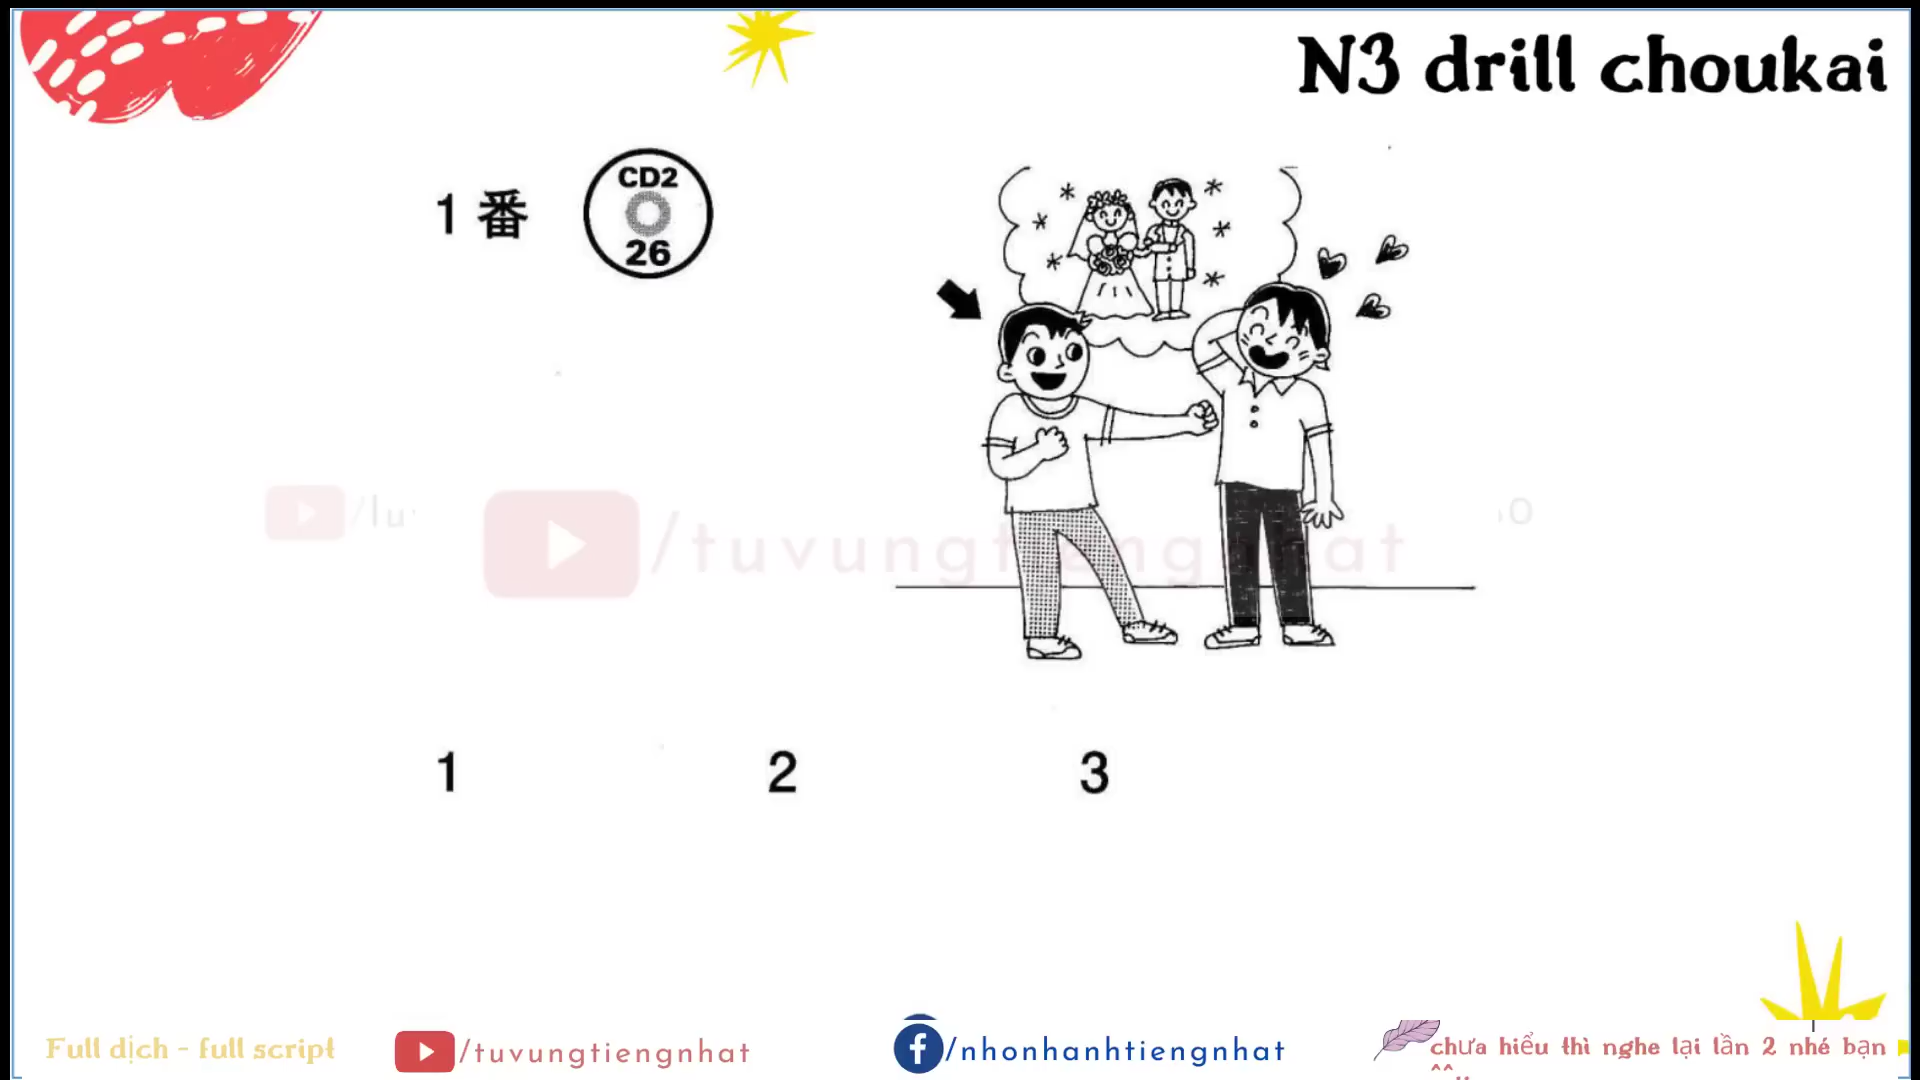 N3 drill choukai
1番
CD2
26
/tuvungtiengnhat
1 2 3
Full dịch - full script
/tuvungtiengnhat
/nhonhanhtiengnhat
chưa hiểu thì nghe lại lần 2 nhé bạn
^^